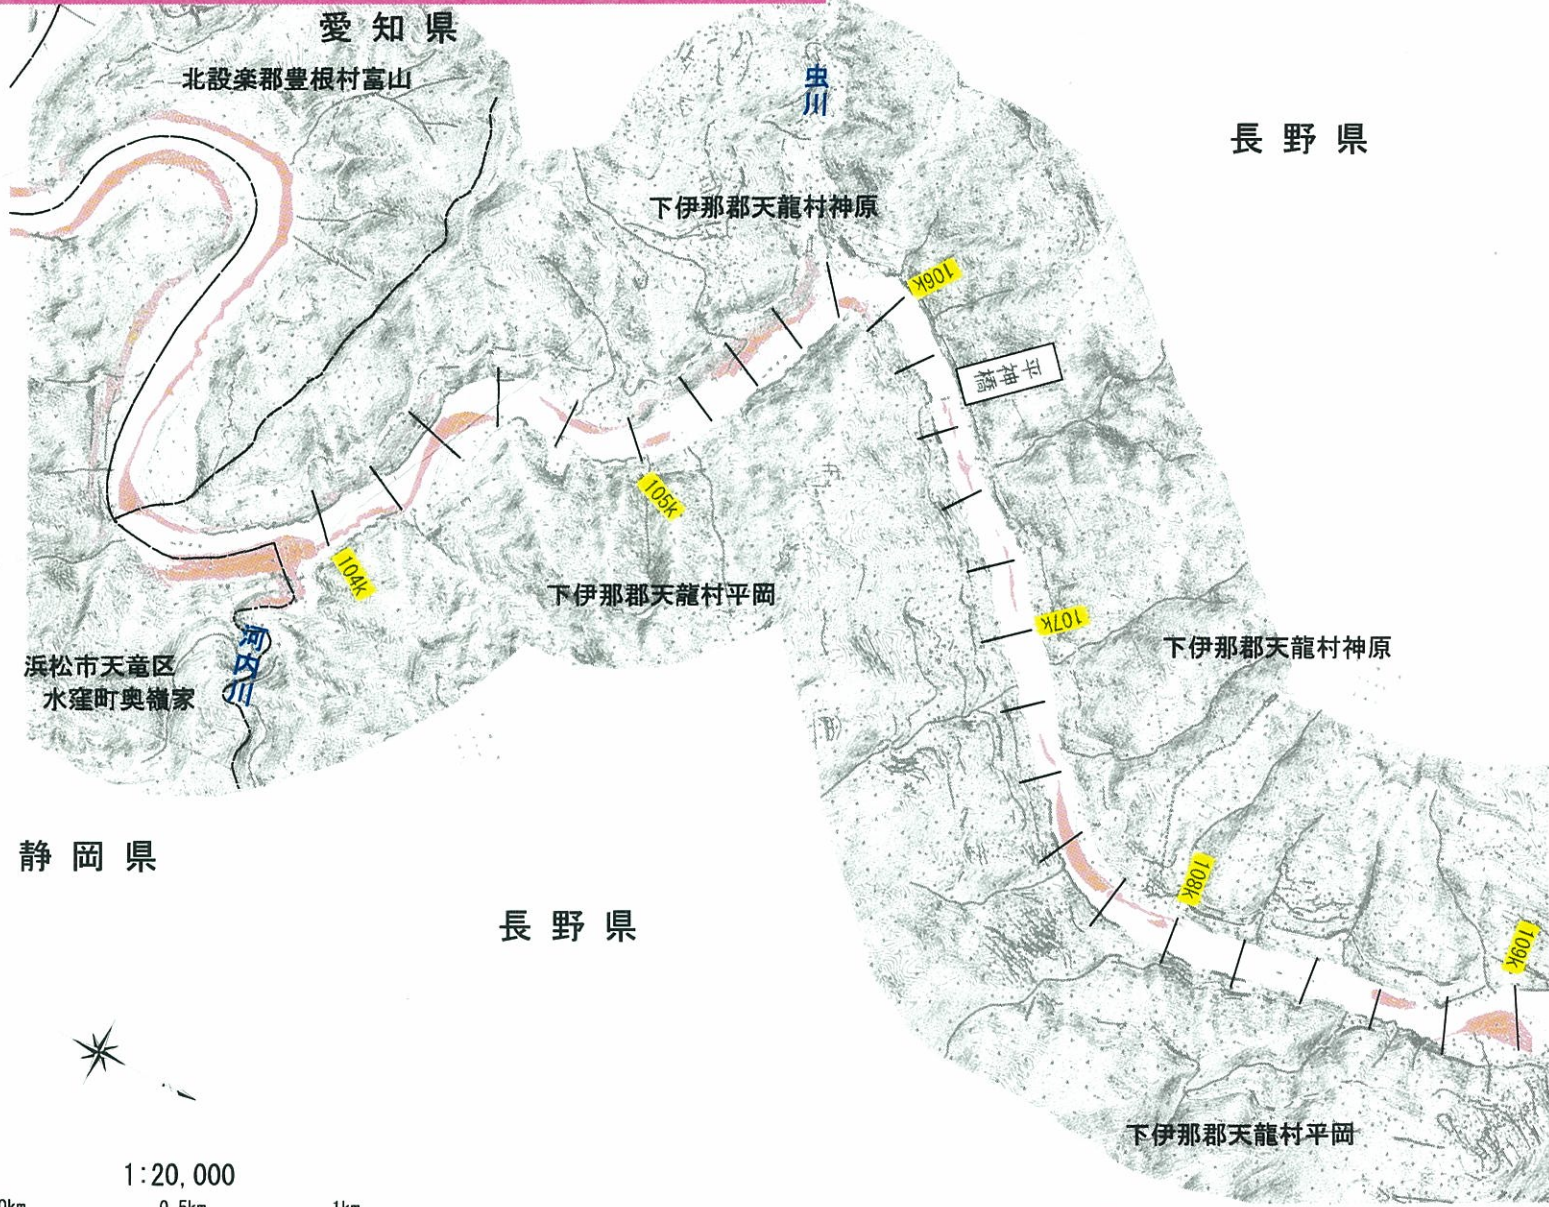 愛知県
北設楽郡豊根村富山
虫川
長野県
下伊那郡天龍村神原
106k
平神橋
105k
104k
下伊那郡天龍村平岡
107k
下伊那郡天龍村神原
河内川
浜松市天竜区
水窪町奥領家
静岡県
長野県
108k
109k
下伊那郡天龍村平岡
1:20,000
0km 0.5km 1km